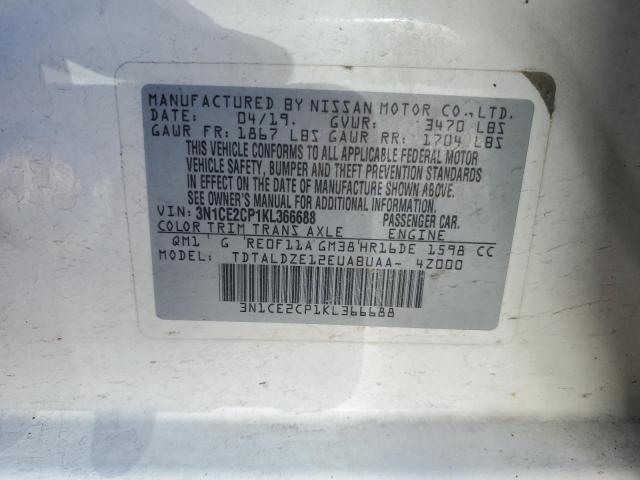 MANUFACTURED BY NISSAN MOTOR CO.,LTD.
DATE: 04/19. GVWR: 3470 LBS
GAWR FR: 1867 LBS GAWR RR: 1704 LBS
THIS VEHICLE CONFORMS TO ALL APPLICABLE FEDERAL MOTOR
VEHICLE SAFETY, BUMPER AND THEFT PREVENTION STANDARDS
IN EFFECT ON THE DATE OF MANUFACTURE SHOWN ABOVE.
SEE OWNER'S MANUAL FOR ADDITIONAL INFORMATION.
VIN: 3N1CE2CP1KL366688 PASSENGER CAR.
COLOR TRIM TRANS AXLE ENGINE
QM1 G RE0F11A GM38 HR16DE 1598 CC
MODEL: TDTALDZE12EUABUAA- 4Z000
3N1CE2CP1KL366688